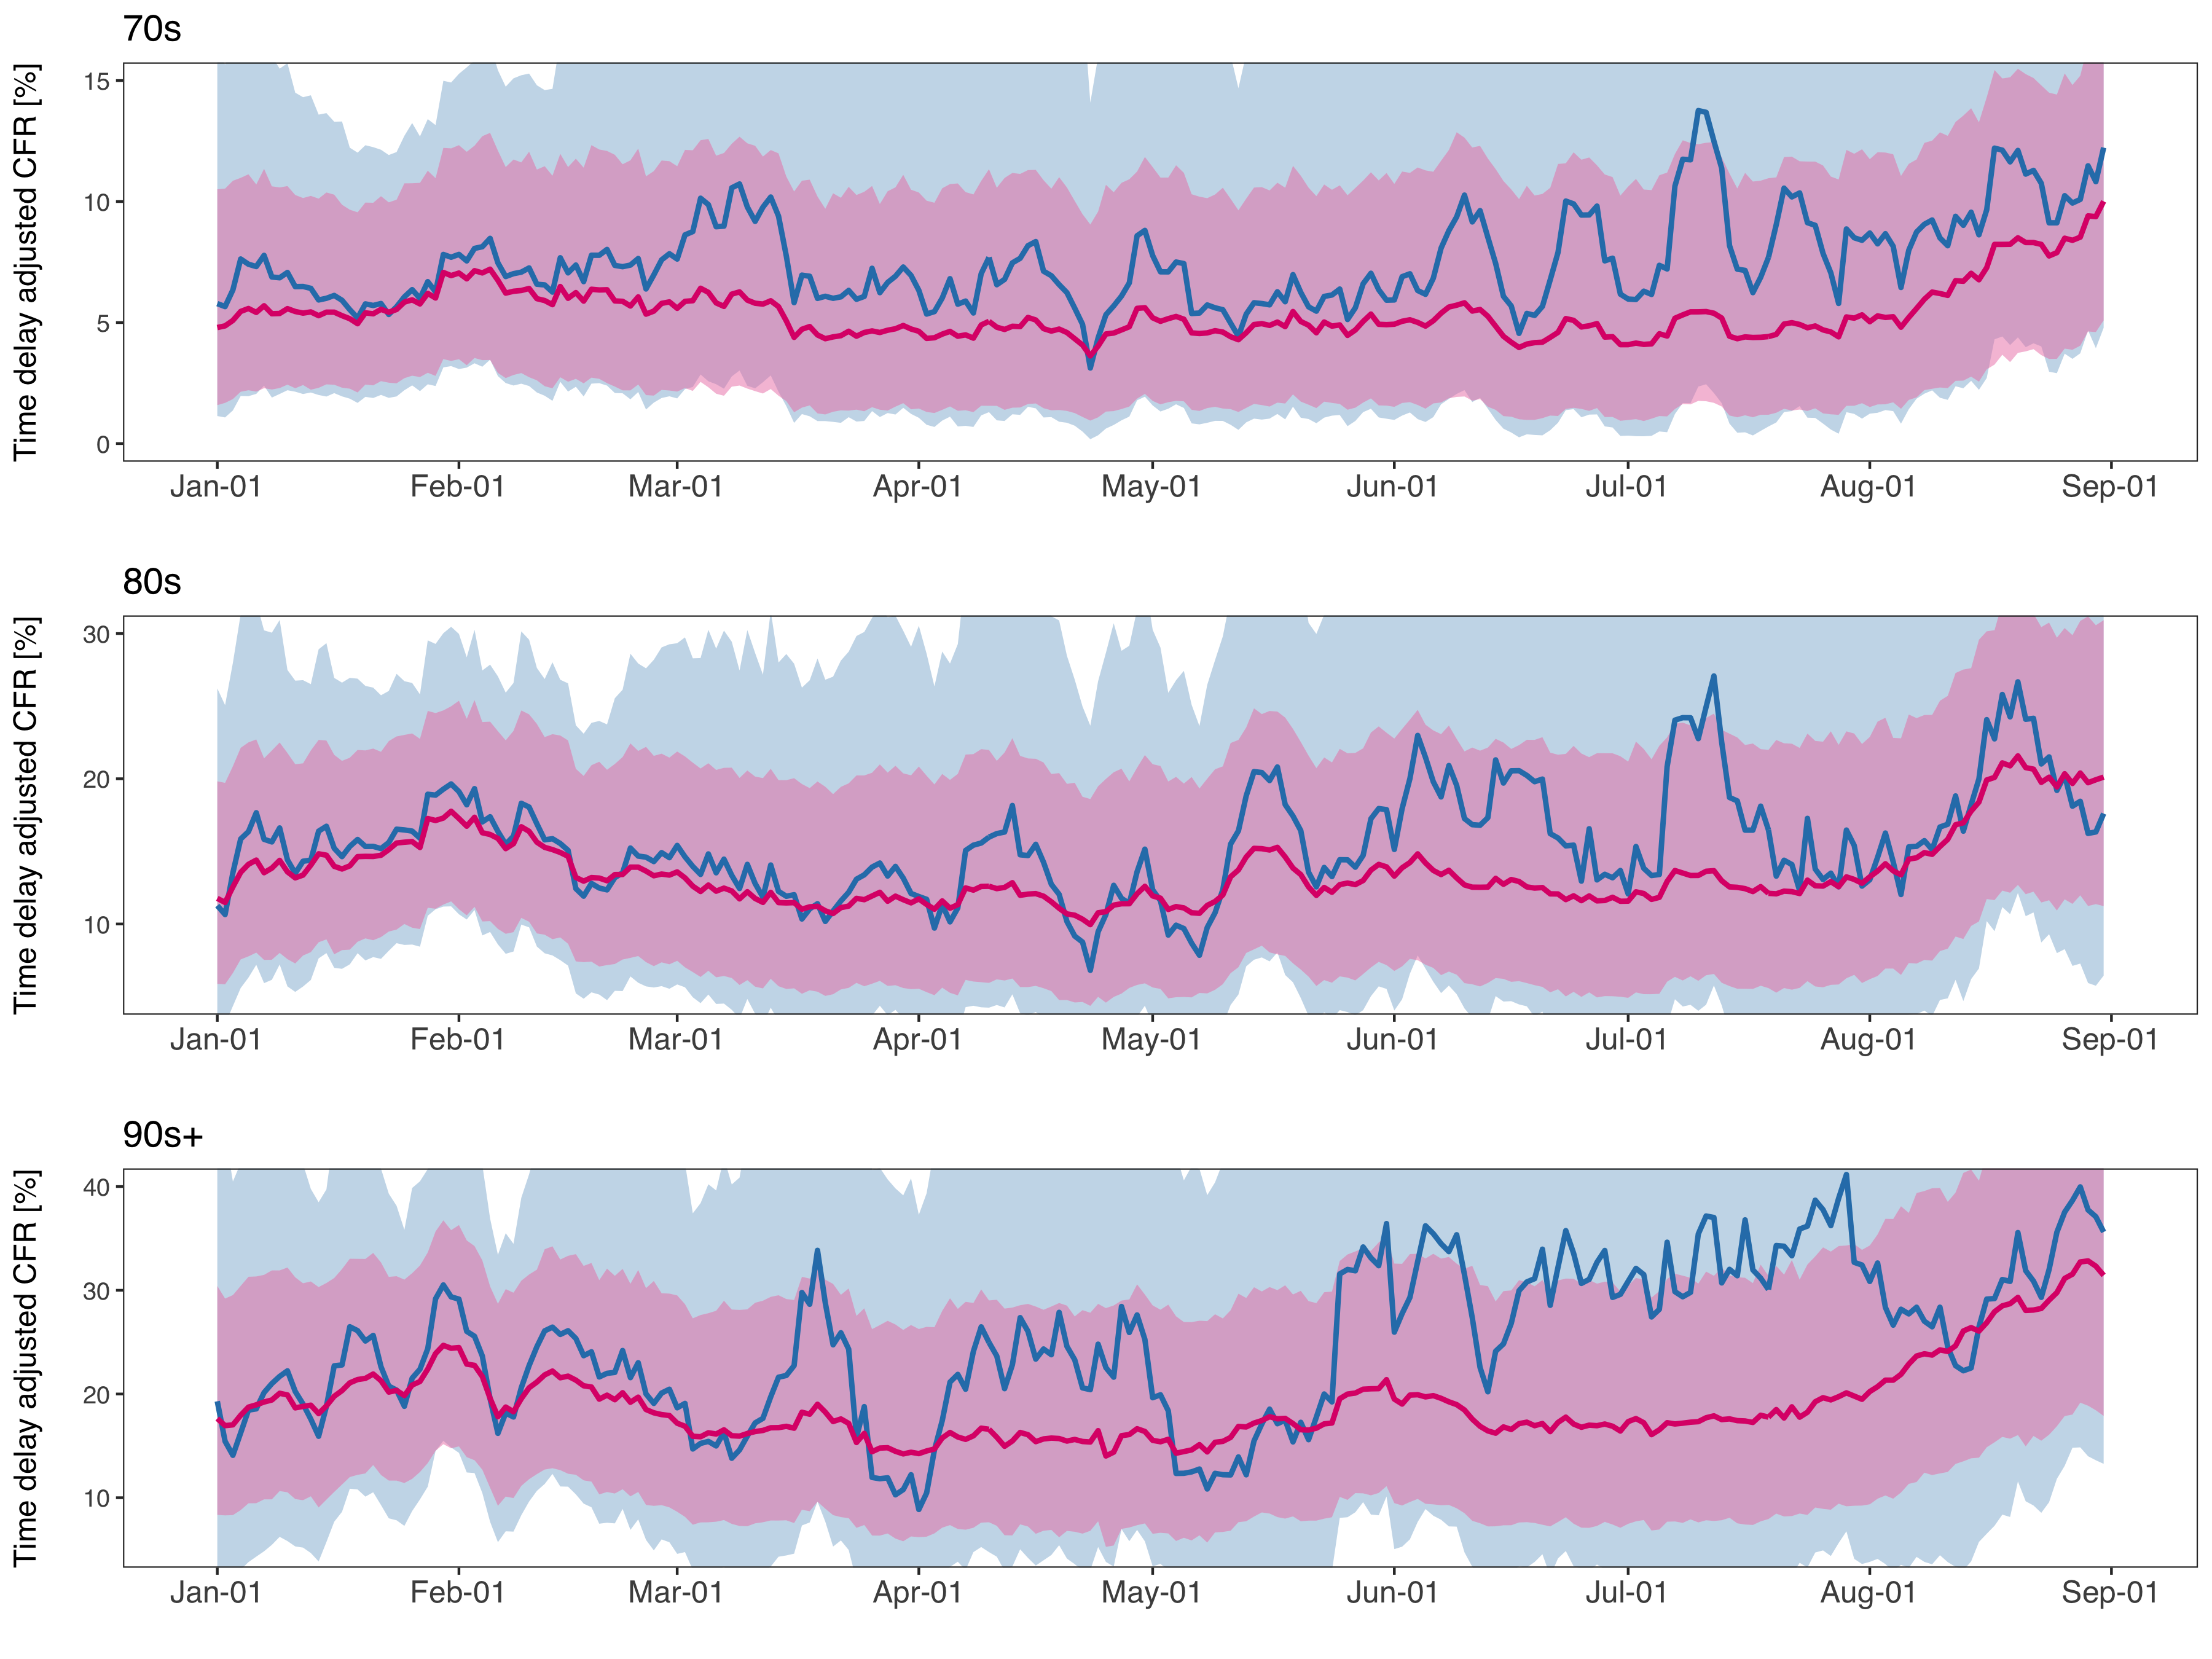 70s
Time delay adjusted CFR [%]
15
10
5
0
Jan-01 Feb-01 Mar-01 Apr-01 May-01 Jun-01 Jul-01 Aug-01 Sep-01
80s
Time delay adjusted CFR [%]
30
20
10
Jan-01 Feb-01 Mar-01 Apr-01 May-01 Jun-01 Jul-01 Aug-01 Sep-01
90s+
Time delay adjusted CFR [%]
40
30
20
10
Jan-01 Feb-01 Mar-01 Apr-01 May-01 Jun-01 Jul-01 Aug-01 Sep-01